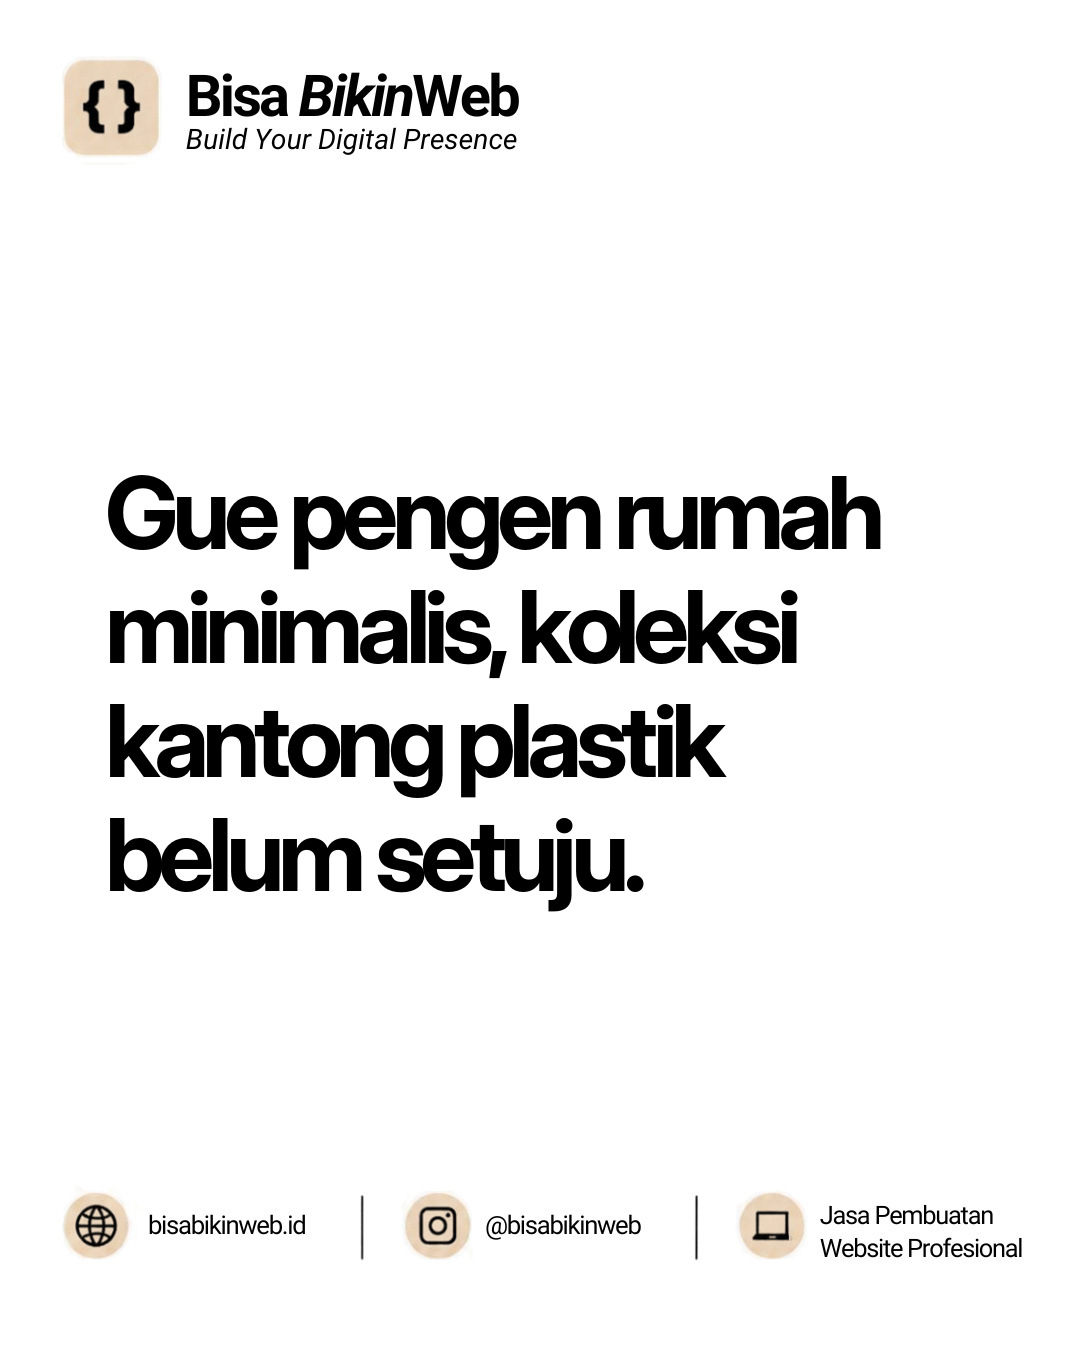 { }
Bisa BikinWeb
Build Your Digital Presence
Gue pengen rumah
minimalis, koleksi
kantong plastik
belum setuju.
bisabikinweb.id
@bisabikinweb
Jasa Pembuatan
Website Profesional